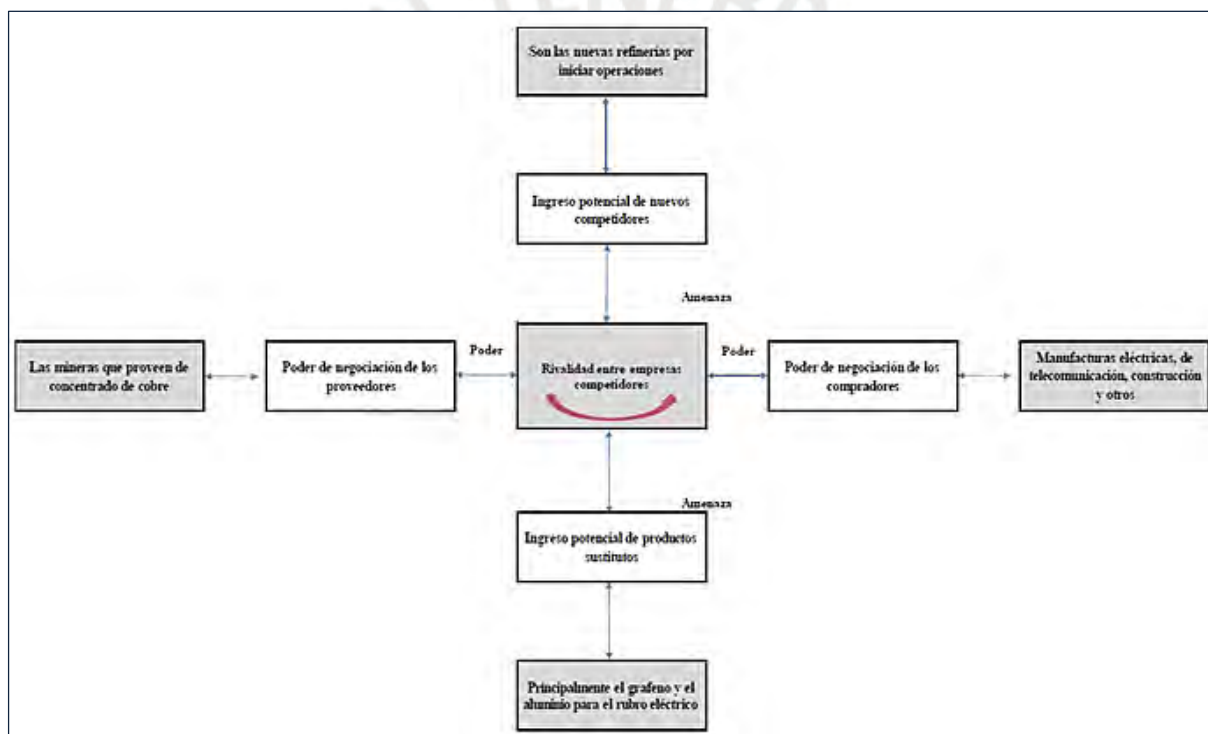 Son las nuevas refinerías por
iniciar operaciones
Ingreso potencial de nuevos
competidores
Amenaza
Las mineras que proveen de
concentrado de cobre
Poder de negociación de los
proveedores
Poder
Rivalidad entre empresas
competidores
Poder
Poder de negociación de los
compradores
Manufacturas eléctricas, de
telecomunicación, construcción
y otros
Amenaza
Ingreso potencial de productos
sustitutos
Principalmente el grafeno y el
aluminio para el rubro eléctrico